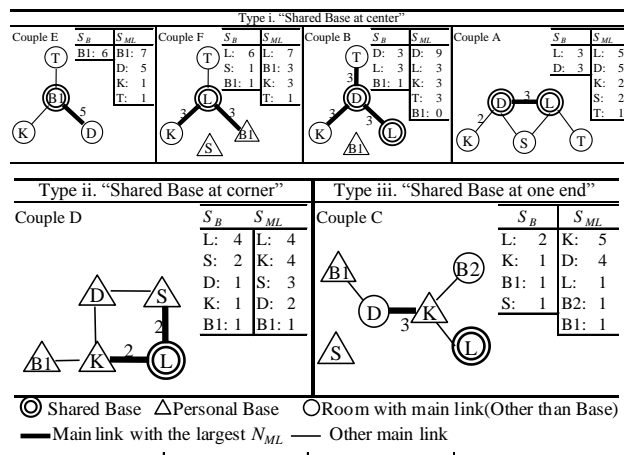 Type i. "Shared Base at center"
Couple E
S_B S_ML
B1: 6 B1: 7
D: 5
K: 1
T: 1
T
B1
5
K
D
Couple F
S_B S_ML
L: 6 L: 7
S: 1 B1: 3
B1: 1 K: 3
T: 1
T
L
3 3
K
B1
S
Couple B
S_B S_ML
D: 3 D: 9
L: 3 L: 3
B1: 1 K: 3
T: 3
B1: 0
T
3
D
3 3
K
L
B1
Couple A
S_B S_ML
L: 3 L: 5
D: 3 D: 5
K: 2
S: 2
T: 1
D 3 L
2
K
S
T
Type ii. "Shared Base at corner"
Couple D
S_B S_ML
L: 4 L: 4
S: 2 K: 4
D: 1 S: 3
K: 1 D: 2
B1: 1 B1: 1
D
S
2
B1
K
2
L
Type iii. "Shared Base at one end"
Couple C
S_B S_ML
L: 2 K: 5
K: 1 D: 4
B1: 1 L: 1
S: 1 B2: 1
B1: 1
B1
B2
D
3
K
S
L
Shared Base Personal Base Room with main link(Other than Base)
Main link with the largest N_ML Other main link